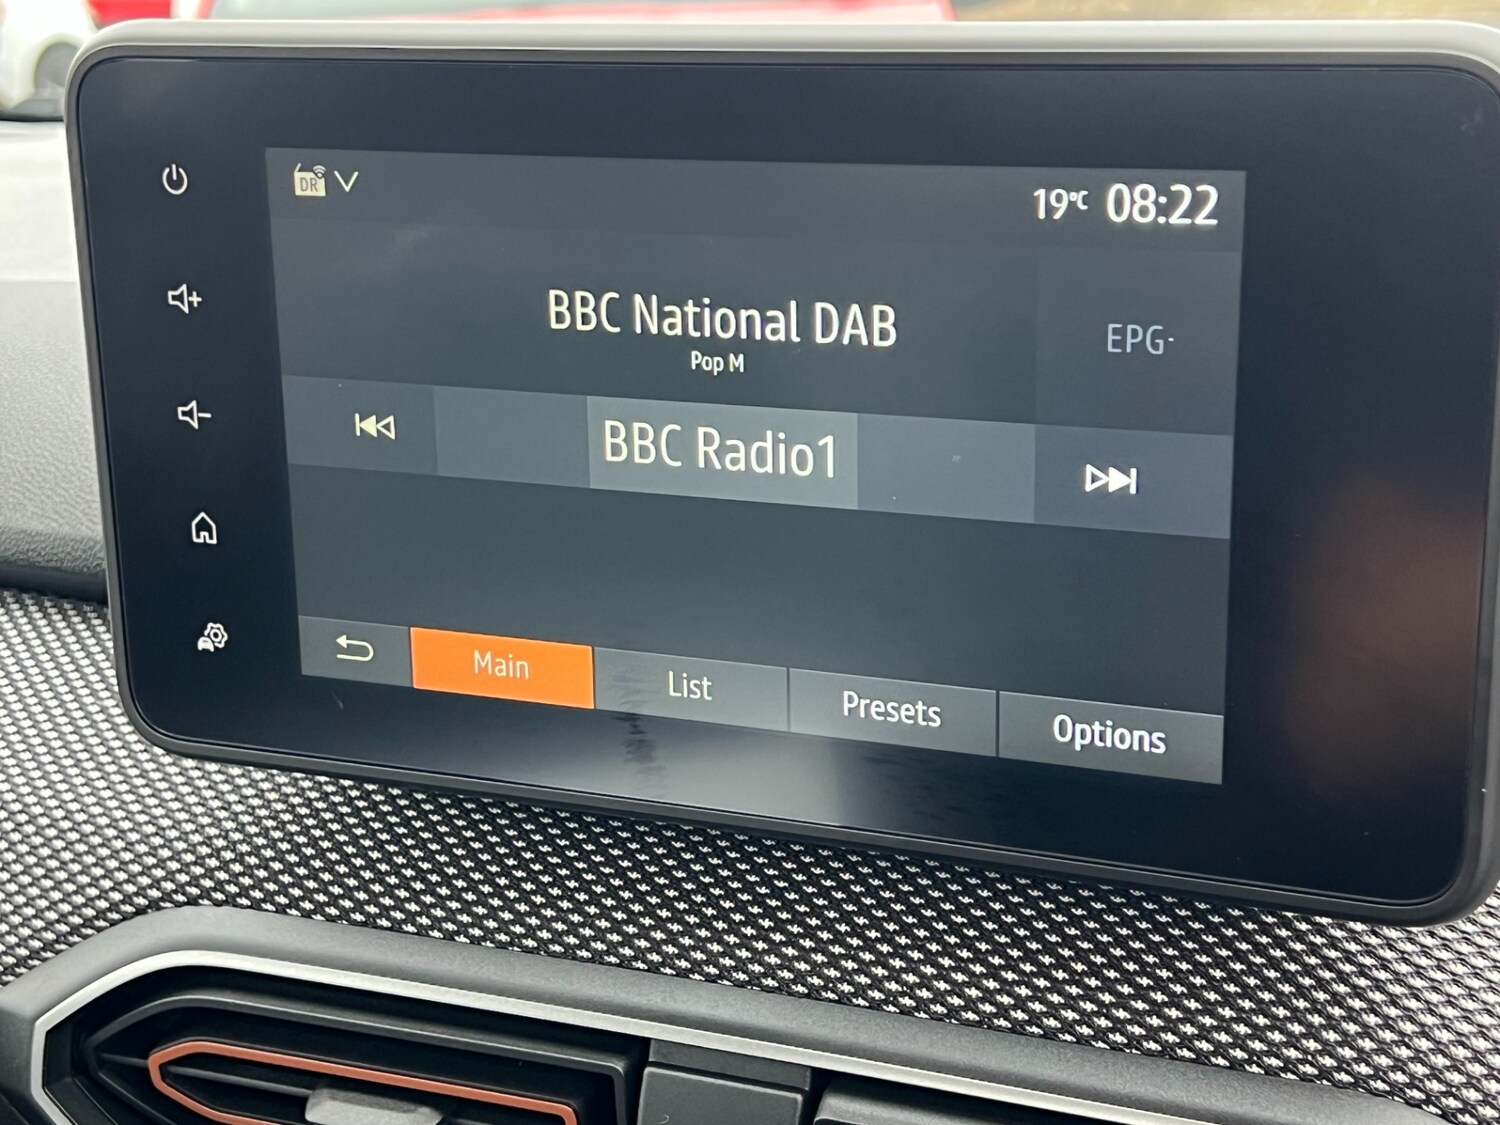 DR
19°C 08:22
BBC National DAB
Pop M
EPG-
BBC Radio1
Main
List
Presets
Options